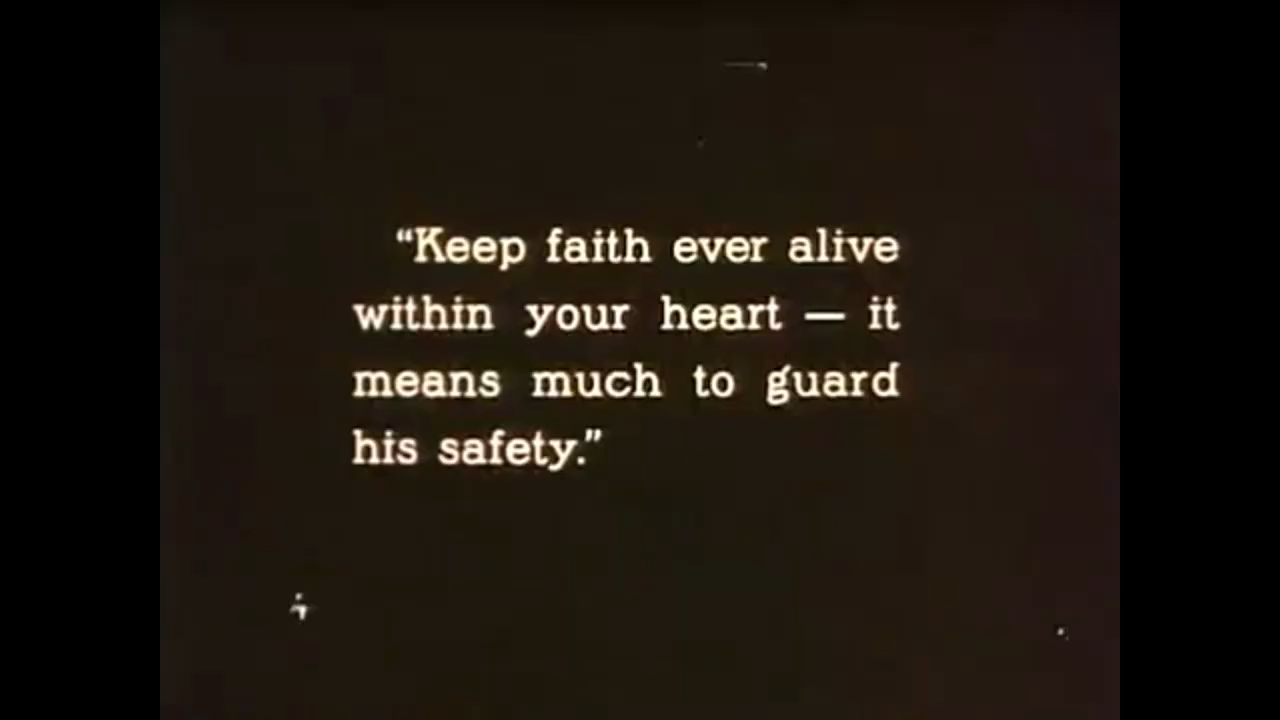 “Keep faith ever alive
within your heart — it
means much to guard
his safety.”